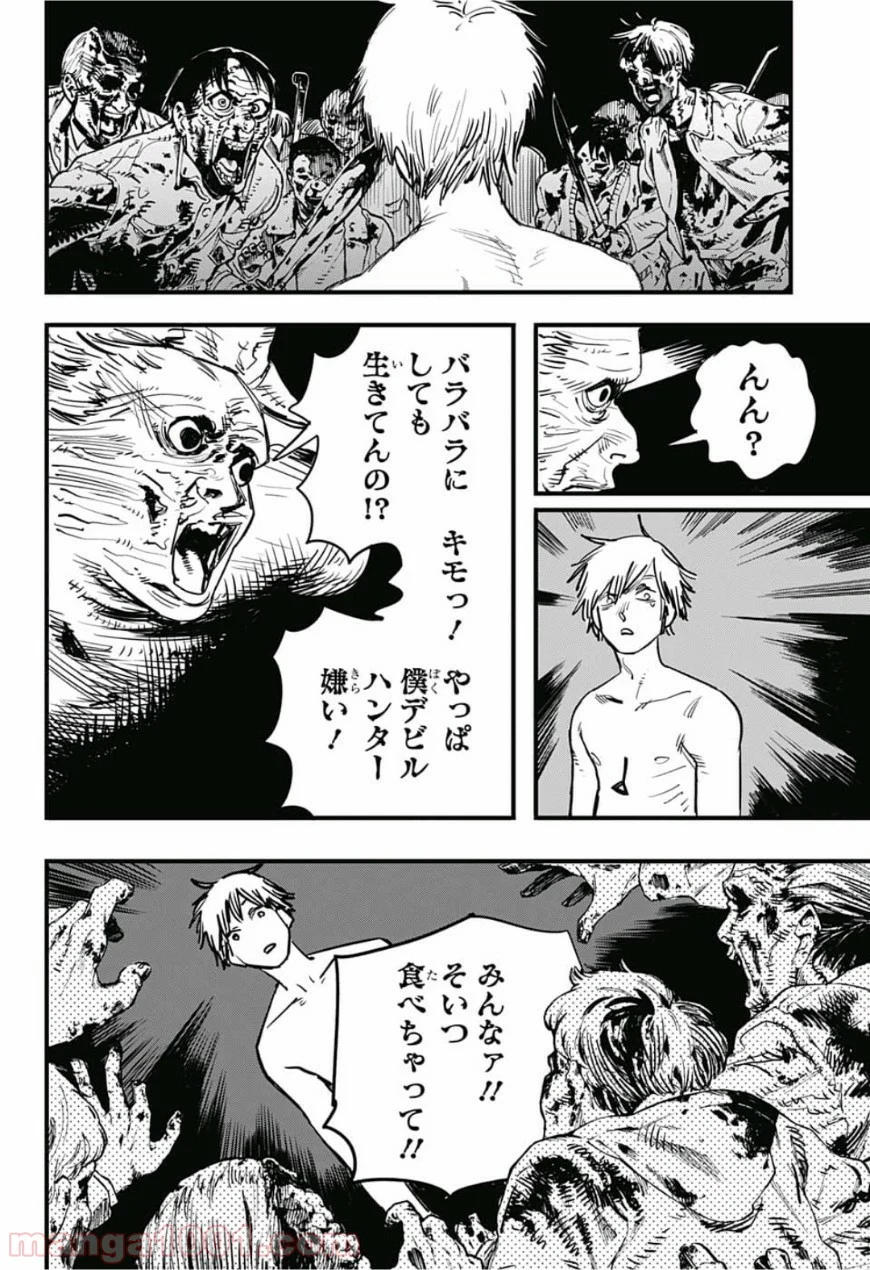 んん?
バラバラに
しても
生きてんの!?
キモっ!
やっぱ
僕デビル
ハンター
嫌い!
みんなァ!!
そいつ
食べちゃって!!
manga1001.com